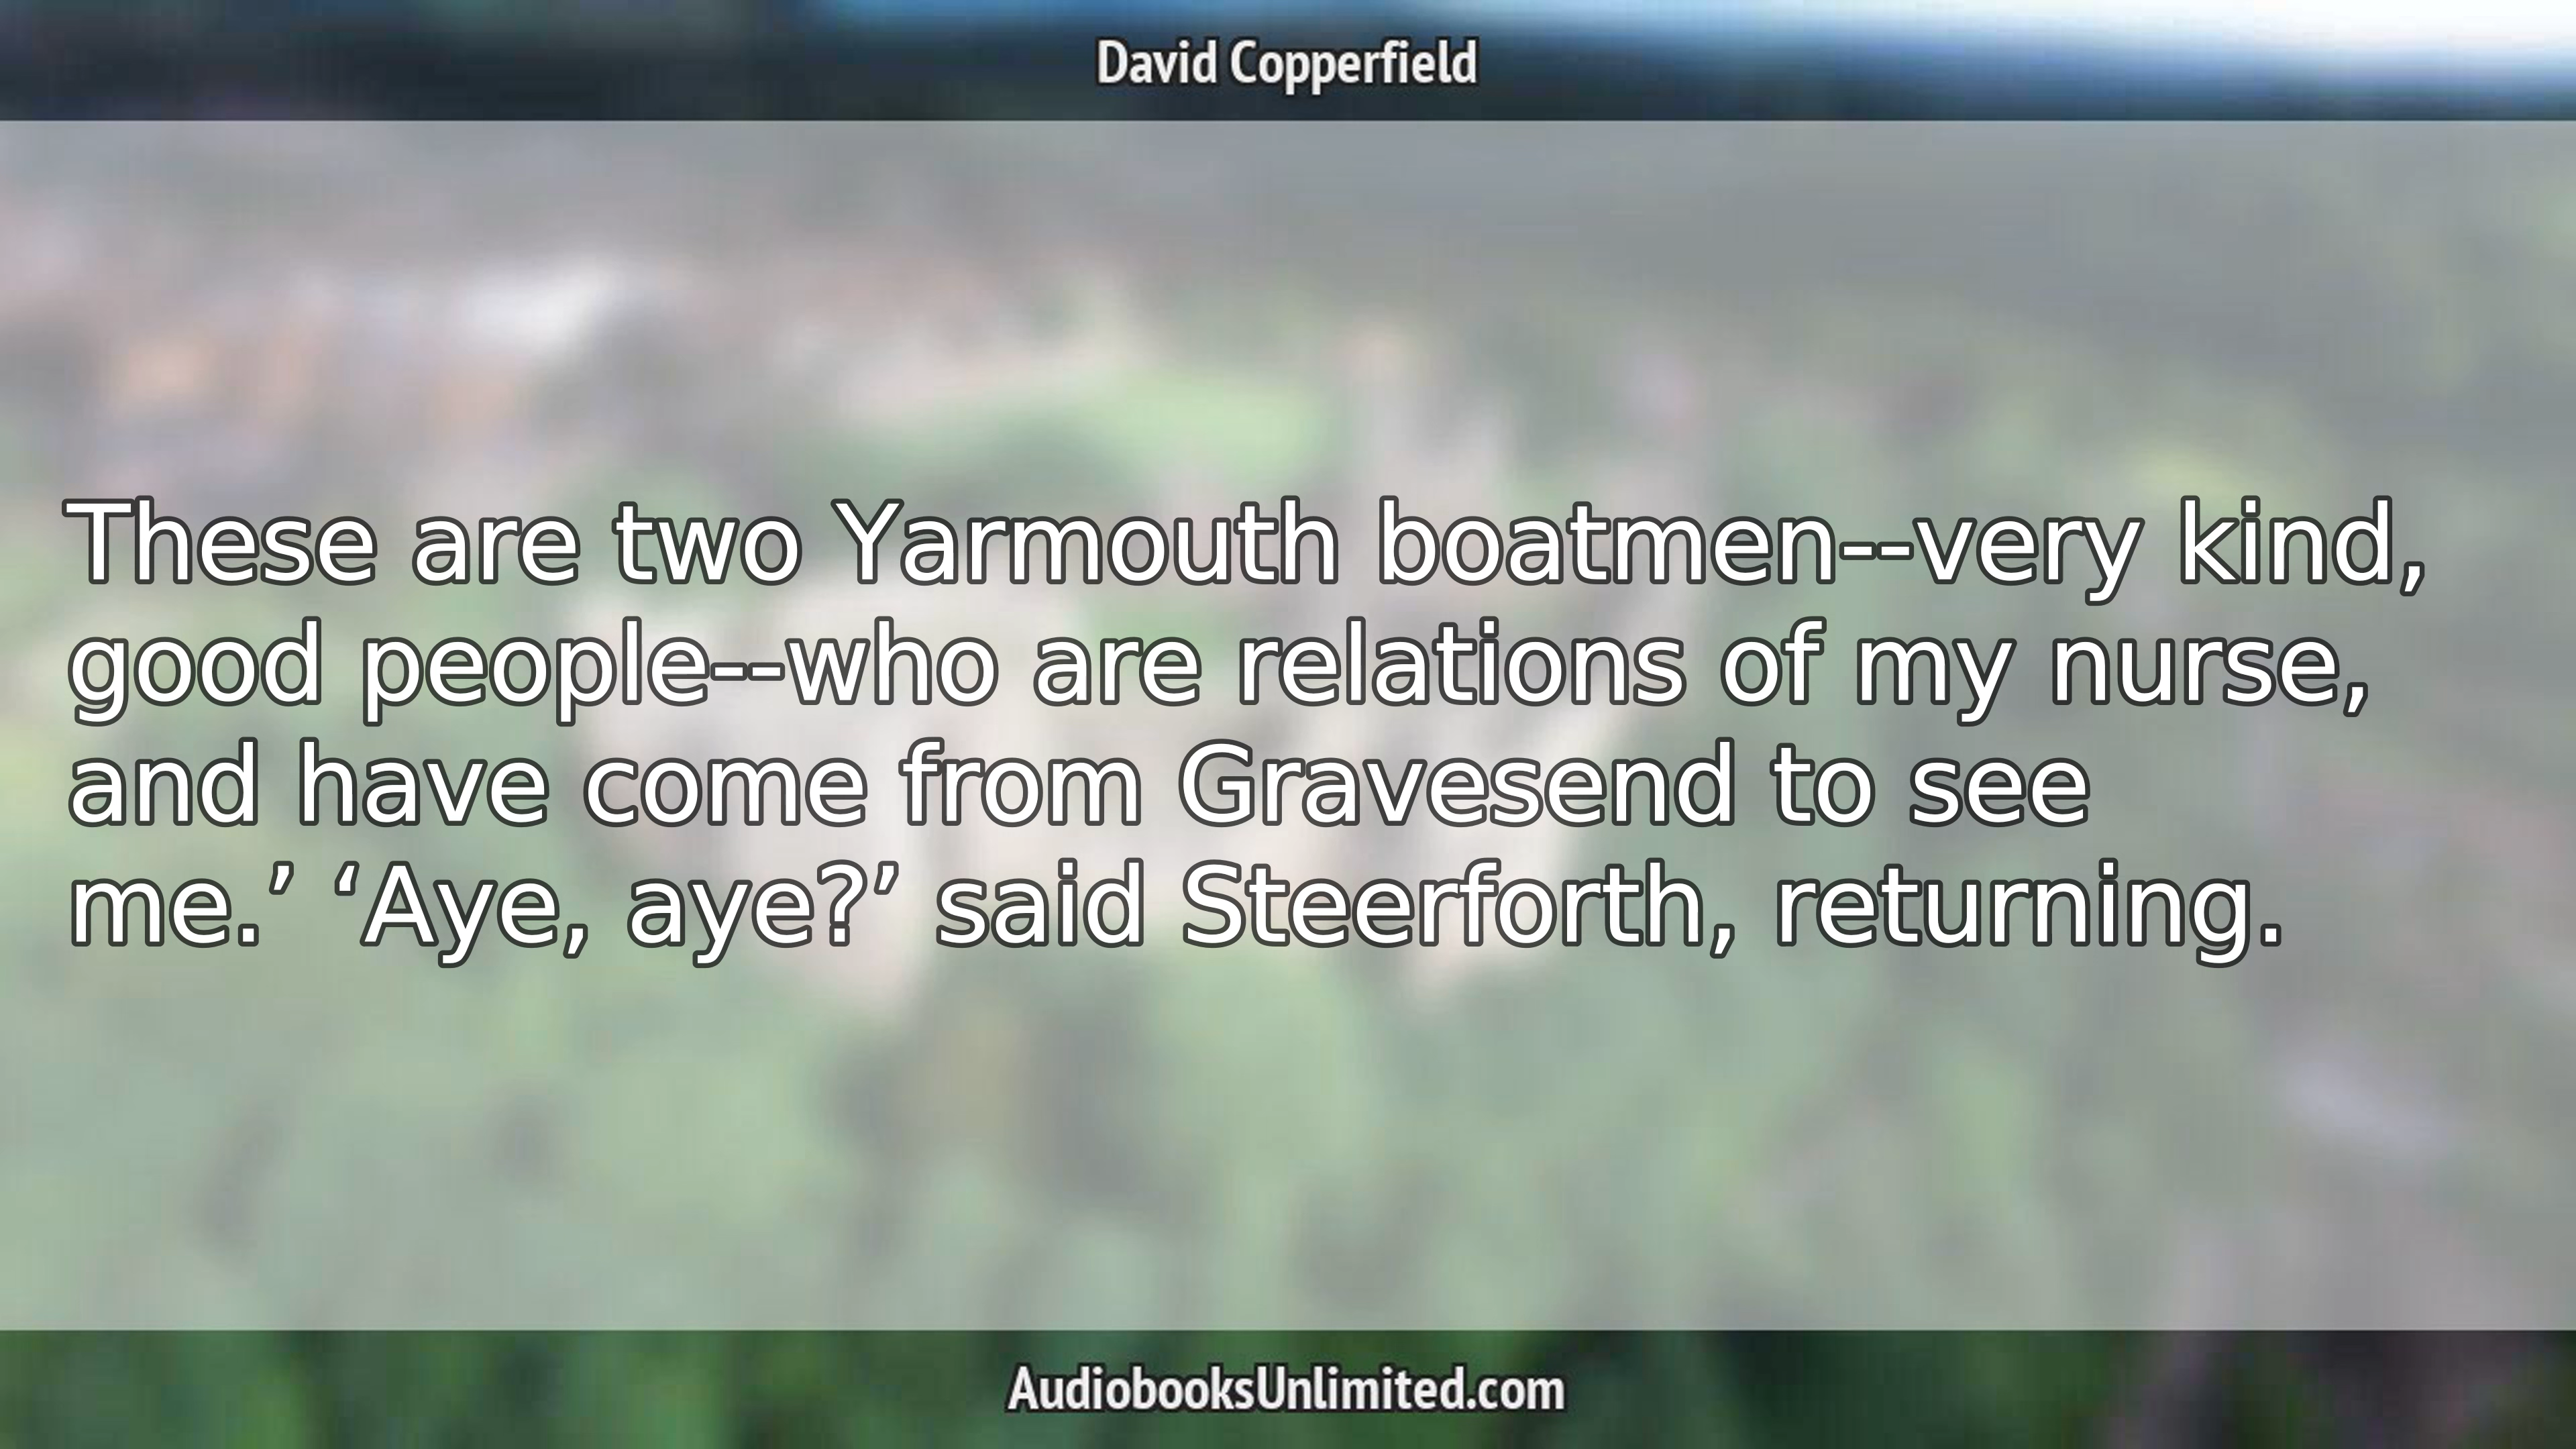 David Copperfield
These are two Yarmouth boatmen--very kind,
good people--who are relations of my nurse,
and have come from Gravesend to see
me.’ ‘Aye, aye?’ said Steerforth, returning.
AudiobooksUnlimited.com